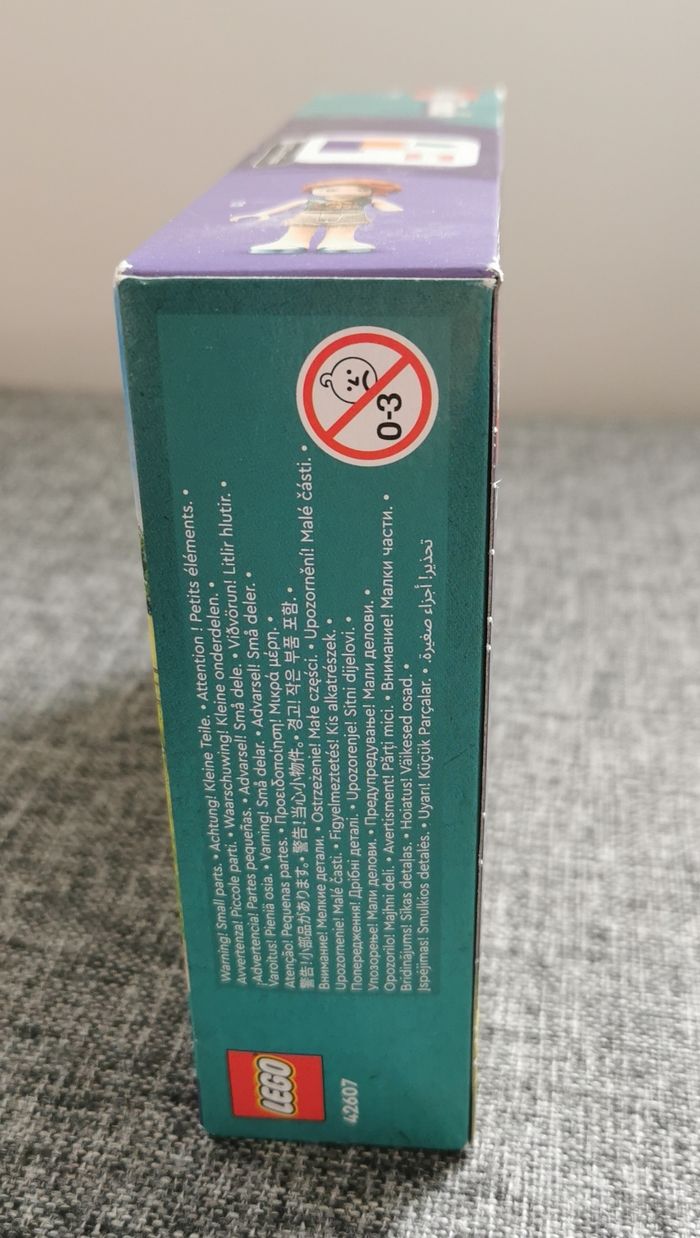 0-3
Warning! Small parts. • Achtung! Kleine Teile. • Attention ! Petits éléments. •
Avvertenza! Piccole parti. • Waarschuwing! Kleine onderdelen. •
¡Advertencia! Partes pequeñas. • Advarsel! Små dele. • Viðvörun! Litlir hlutir. •
Varoitus! Pieniä osia. • Varning! Små delar. • Advarsel! Små deler. •
Atenção! Pequenas partes. • Προειδοποίηση! Μικρά μέρη. •
警告!小部品があります。• 警告!当心小物件。• 경고! 작은 부품 포함. •
Внимание! Мелкие детали. • Ostrzeżenie! Małe części. • Upozornění! Malé části. •
Upozornenie! Malé časti. • Figyelmeztetés! Kis alkatrészek. •
Попередження! Дрібні деталі. • Upozorenje! Sitni dijelovi. •
Упозорење! Мали делови. • Предупредување! Мали делови. •
Opozorilo! Majhni deli. • Avertisment! Părți mici. • Внимание! Малки части. •
Brīdinājums! Sīkas detaļas. • Hoiatus! Väikesed osad. •
Įspėjimas! Smulkios detalės. • Uyarı! Küçük Parçalar. • تحذير! أجزاء صغيرة.
LEGO
42607